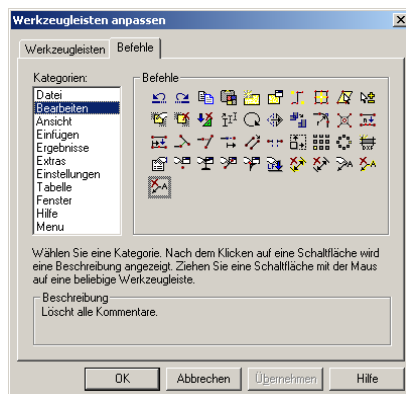 Werkzeugleisten anpassen
Werkzeugleisten Befehle
Kategorien:
Befehle
Datei
Bearbeiten
Ansicht
Einfügen
Ergebnisse
Extras
Einstellungen
Tabelle
Fenster
Hilfe
Menu
Wählen Sie eine Kategorie. Nach dem Klicken auf eine Schaltfläche wird
eine Beschreibung angezeigt. Ziehen Sie eine Schaltfläche mit der Maus
auf eine beliebige Werkzeugleiste.
Beschreibung
Löscht alle Kommentare.
OK Abbrechen Übernehmen Hilfe